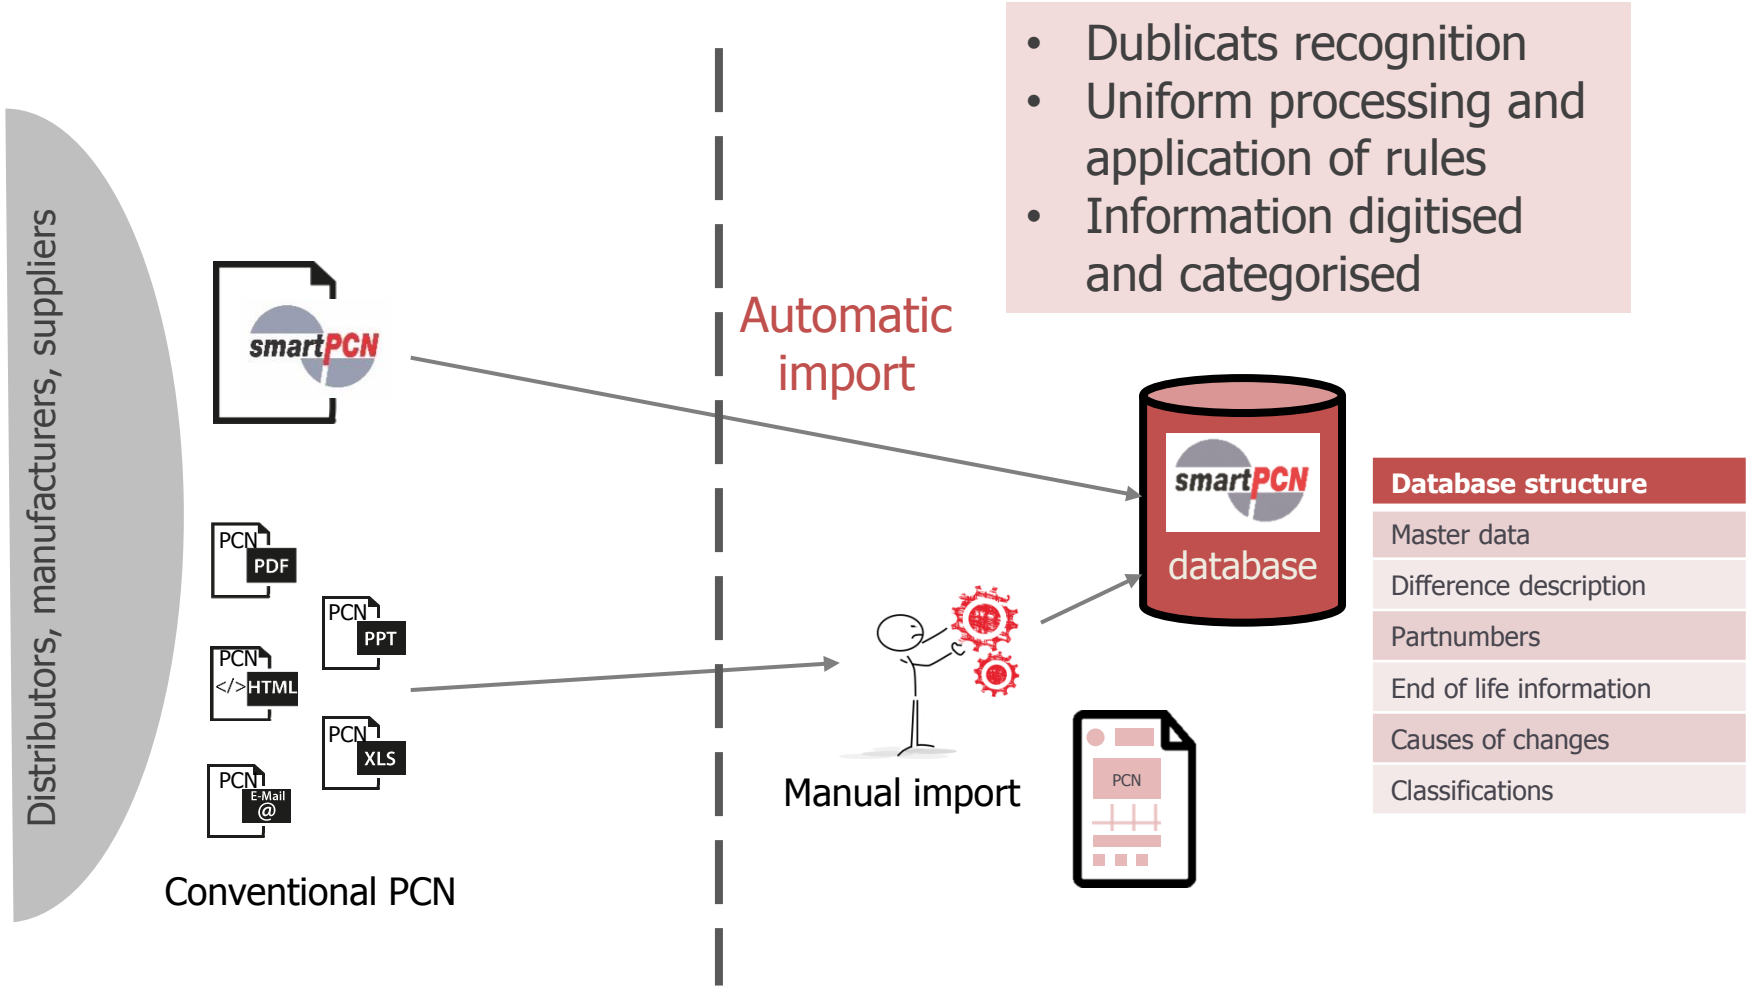 • Dublicats recognition
• Uniform processing and
application of rules
• Information digitised
and categorised
Distributors, manufacturers, suppliers
smartPCN
Automatic
import
smartPCN
database
Database structure
Master data
Difference description
Partnumbers
End of life information
Causes of changes
Classifications
PCN
PDF
PCN
PPT
PCN
</>HTML
PCN
XLS
PCN
E-Mail
@
Conventional PCN
Manual import
PCN